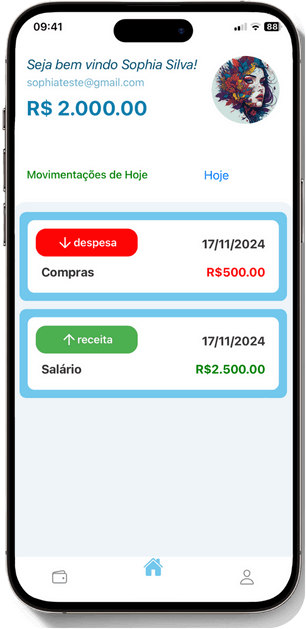 09:41
88
Seja bem vindo Sophia Silva!
sophiateste@gmail.com
R$ 2.000.00
Movimentações de Hoje
Hoje
despesa
17/11/2024
Compras
R$500.00
receita
17/11/2024
Salário
R$2.500.00